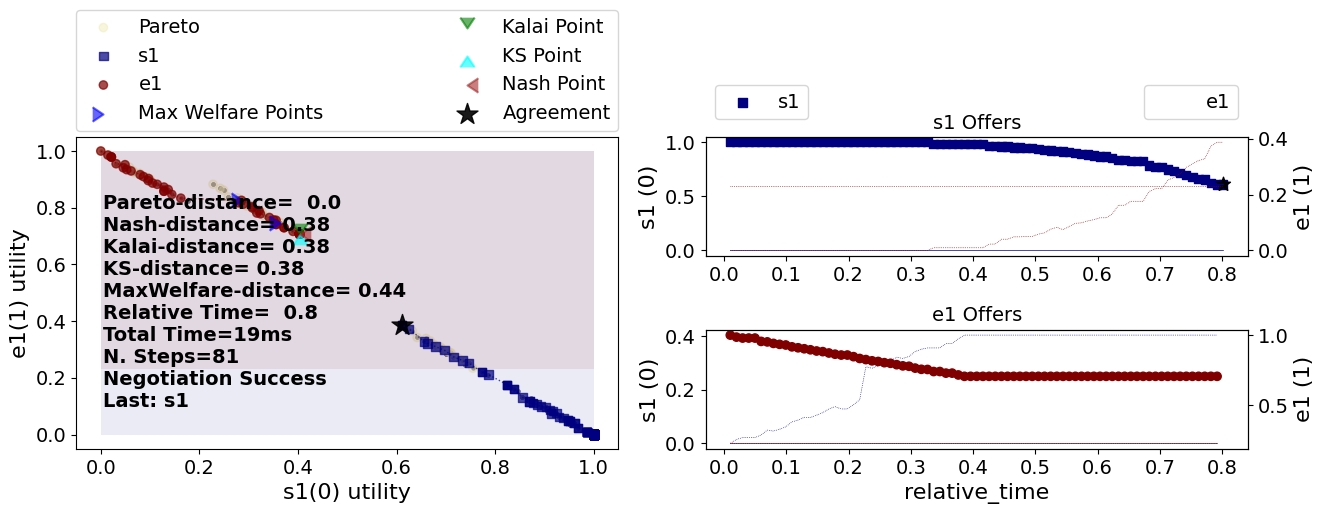 Pareto
s1
e1
Max Welfare Points
Kalai Point
KS Point
Nash Point
Agreement
e1(1) utility
1.0
0.8
0.6
0.4
0.2
0.0
Pareto-distance=  0.0
Nash-distance= 0.38
Kalai-distance= 0.38
KS-distance= 0.38
MaxWelfare-distance= 0.44
Relative Time=  0.8
Total Time=19ms
N. Steps=81
Negotiation Success
Last: s1
0.0 0.2 0.4 0.6 0.8 1.0
s1(0) utility
s1
e1
s1 Offers
s1 (0)
1.0
0.5
0.0
0.4
0.2
0.0
e1 (1)
0.0 0.1 0.2 0.3 0.4 0.5 0.6 0.7 0.8
e1 Offers
s1 (0)
0.4
0.2
0.0
1.0
0.5
e1 (1)
0.0 0.1 0.2 0.3 0.4 0.5 0.6 0.7 0.8
relative_time